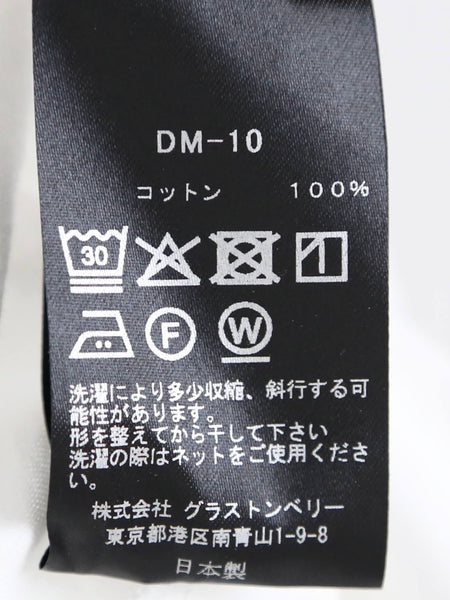 DM-10
コットン 100%
30
F W
洗濯により多少収縮、斜行する可
能性があります。
形を整えてから干して下さい
洗濯の際はネットをご使用くださ
い。
株式会社 グラストンベリー
東京都港区南青山1-9-8
日本製